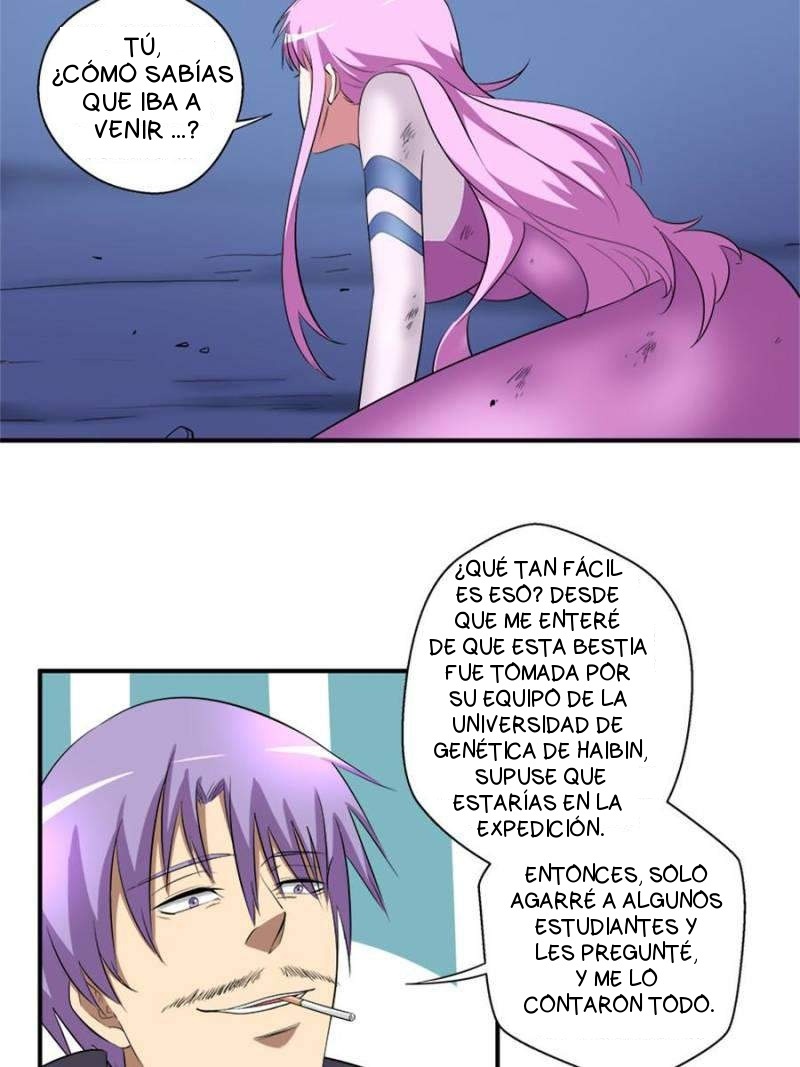 TÚ,
¿CÓMO SABÍAS
QUE IBA A
VENIR ...?
¿QUÉ TAN FÁCIL
ES ESO? DESDE
QUE ME ENTERÉ
DE QUE ESTA BESTIA
FUE TOMADA POR
SU EQUIPO DE LA
UNIVERSIDAD DE
GENÉTICA DE HAIBIN,
SUPUSE QUE
ESTARÍAS EN LA
EXPEDICIÓN.
ENTONCES, SOLO
AGARRÉ A ALGUNOS
ESTUDIANTES Y
LES PREGUNTÉ,
Y ME LO
CONTARON TODO.